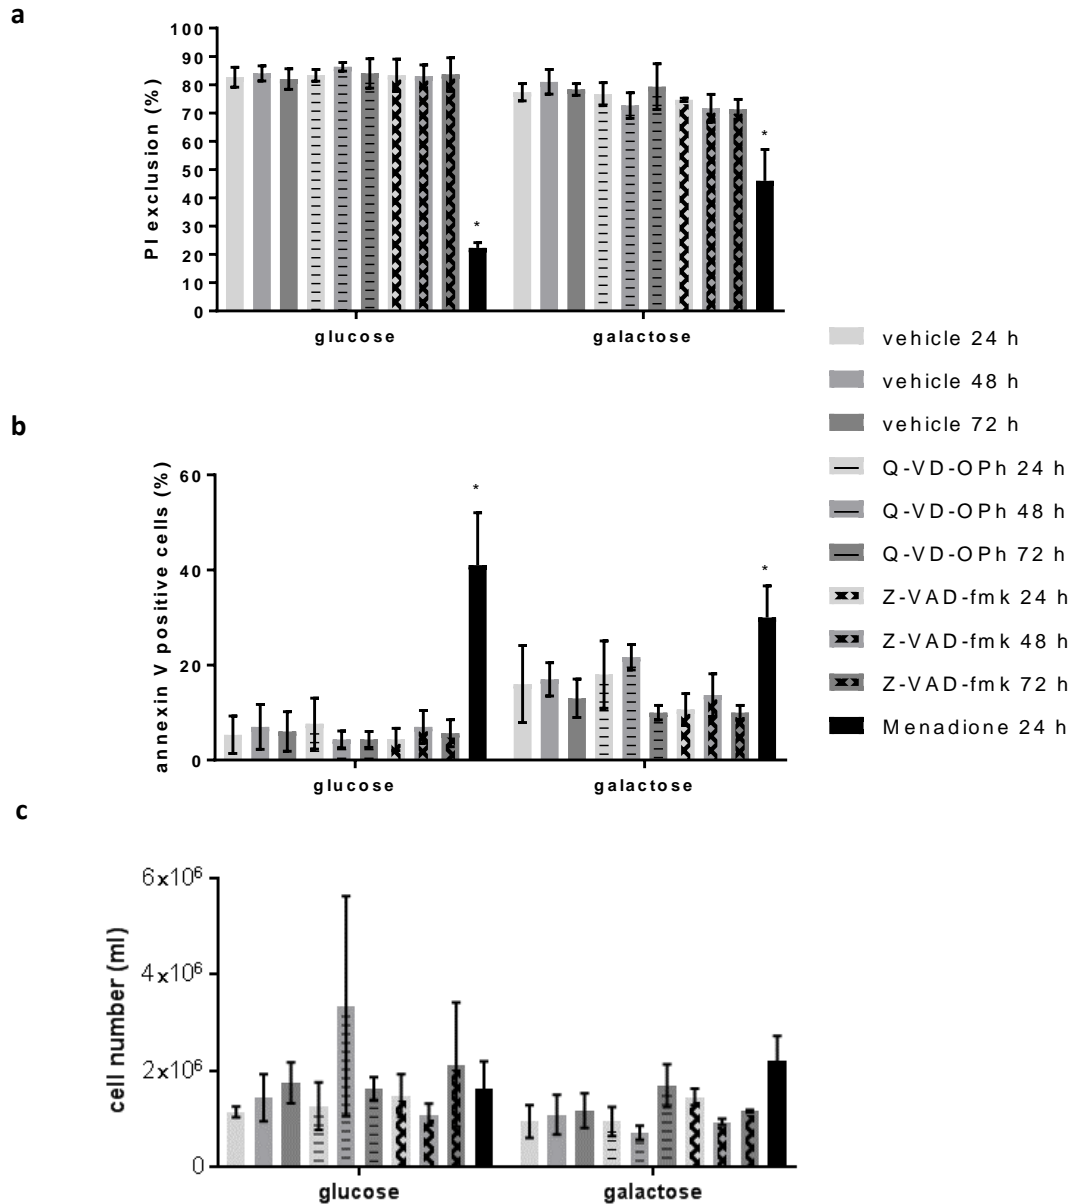 a
PI exclusion (%)
100
90
80
70
60
50
40
30
20
10
0
*
*
glucose
galactose
vehicle 24 h
vehicle 48 h
vehicle 72 h
Q-VD-OPh 24 h
Q-VD-OPh 48 h
Q-VD-OPh 72 h
Z-VAD-fmk 24 h
Z-VAD-fmk 48 h
Z-VAD-fmk 72 h
Menadione 24 h
b
annexin V positive cells (%)
60
40
20
0
*
*
glucose
galactose
c
cell number (ml)
6x10⁶
4x10⁶
2x10⁶
0
glucose
galactose